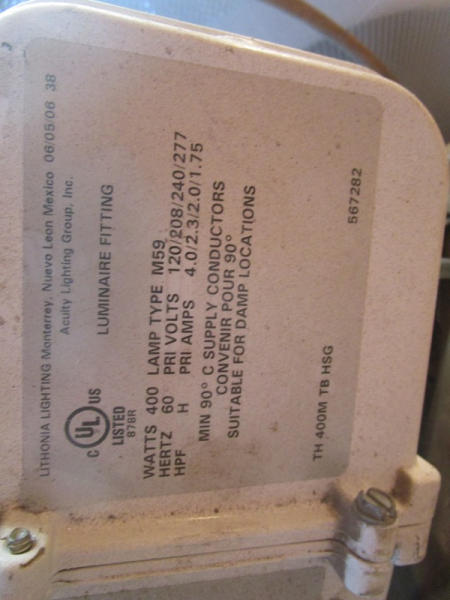 LITHONIA LIGHTING Monterrey, Nuevo Leon Mexico 06/05/06 38
Acuity Lighting Group, Inc.
LUMINAIRE FITTING
C UL US
LISTED
878R
WATTS 400 LAMP TYPE M59
HERTZ 60 PRI VOLTS 120/208/240/277
HPF H PRI AMPS 4.0/2.3/2.0/1.75
MIN 90° C SUPPLY CONDUCTORS
CONVENIR POUR 90°
SUITABLE FOR DAMP LOCATIONS
TH 400M TB HSG 567282